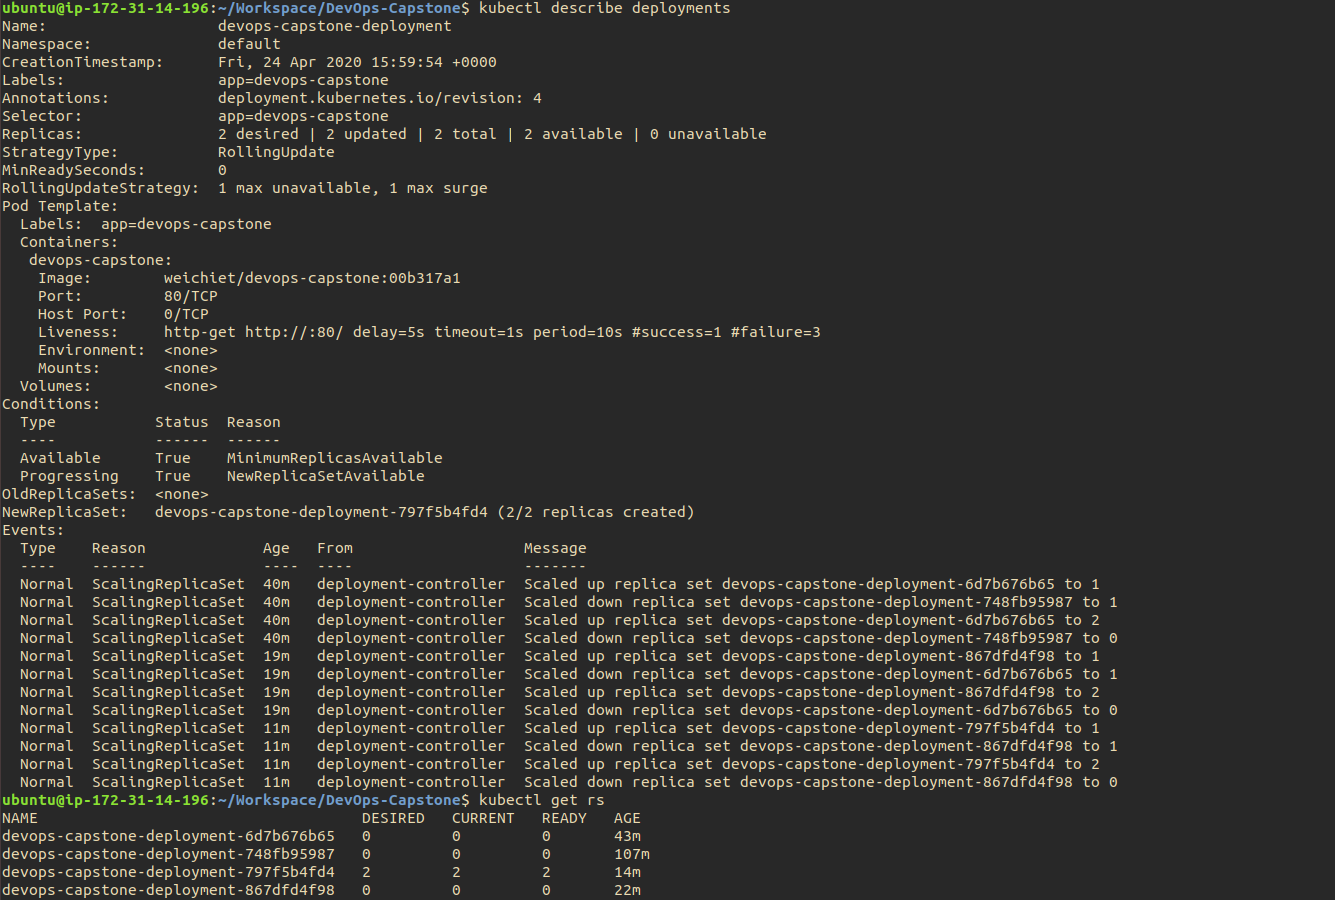 ubuntu@ip-172-31-14-196:~/Workspace/DevOps-Capstone$ kubectl describe deployments
Name:                   devops-capstone-deployment
Namespace:              default
CreationTimestamp:      Fri, 24 Apr 2020 15:59:54 +0000
Labels:                 app=devops-capstone
Annotations:            deployment.kubernetes.io/revision: 4
Selector:               app=devops-capstone
Replicas:               2 desired | 2 updated | 2 total | 2 available | 0 unavailable
StrategyType:           RollingUpdate
MinReadySeconds:        0
RollingUpdateStrategy:  1 max unavailable, 1 max surge
Pod Template:
  Labels:  app=devops-capstone
  Containers:
   devops-capstone:
    Image:        weichiet/devops-capstone:00b317a1
    Port:         80/TCP
    Host Port:    0/TCP
    Liveness:     http-get http://:80/ delay=5s timeout=1s period=10s #success=1 #failure=3
    Environment:  <none>
    Mounts:       <none>
  Volumes:        <none>
Conditions:
  Type           Status  Reason
  ----           ------  ------
  Available      True    MinimumReplicasAvailable
  Progressing    True    NewReplicaSetAvailable
OldReplicaSets:  <none>
NewReplicaSet:   devops-capstone-deployment-797f5b4fd4 (2/2 replicas created)
Events:
  Type    Reason             Age   From                   Message
  ----    ------             ----  ----                   -------
  Normal  ScalingReplicaSet  40m   deployment-controller  Scaled up replica set devops-capstone-deployment-6d7b676b65 to 1
  Normal  ScalingReplicaSet  40m   deployment-controller  Scaled down replica set devops-capstone-deployment-748fb95987 to 1
  Normal  ScalingReplicaSet  40m   deployment-controller  Scaled up replica set devops-capstone-deployment-6d7b676b65 to 2
  Normal  ScalingReplicaSet  40m   deployment-controller  Scaled down replica set devops-capstone-deployment-748fb95987 to 0
  Normal  ScalingReplicaSet  19m   deployment-controller  Scaled up replica set devops-capstone-deployment-867dfd4f98 to 1
  Normal  ScalingReplicaSet  19m   deployment-controller  Scaled down replica set devops-capstone-deployment-6d7b676b65 to 1
  Normal  ScalingReplicaSet  19m   deployment-controller  Scaled up replica set devops-capstone-deployment-867dfd4f98 to 2
  Normal  ScalingReplicaSet  19m   deployment-controller  Scaled down replica set devops-capstone-deployment-6d7b676b65 to 0
  Normal  ScalingReplicaSet  11m   deployment-controller  Scaled up replica set devops-capstone-deployment-797f5b4fd4 to 1
  Normal  ScalingReplicaSet  11m   deployment-controller  Scaled down replica set devops-capstone-deployment-867dfd4f98 to 1
  Normal  ScalingReplicaSet  11m   deployment-controller  Scaled up replica set devops-capstone-deployment-797f5b4fd4 to 2
  Normal  ScalingReplicaSet  11m   deployment-controller  Scaled down replica set devops-capstone-deployment-867dfd4f98 to 0
ubuntu@ip-172-31-14-196:~/Workspace/DevOps-Capstone$ kubectl get rs
NAME                                    DESIRED   CURRENT   READY   AGE
devops-capstone-deployment-6d7b676b65   0         0         0       43m
devops-capstone-deployment-748fb95987   0         0         0       107m
devops-capstone-deployment-797f5b4fd4   2         2         2       14m
devops-capstone-deployment-867dfd4f98   0         0         0       22m